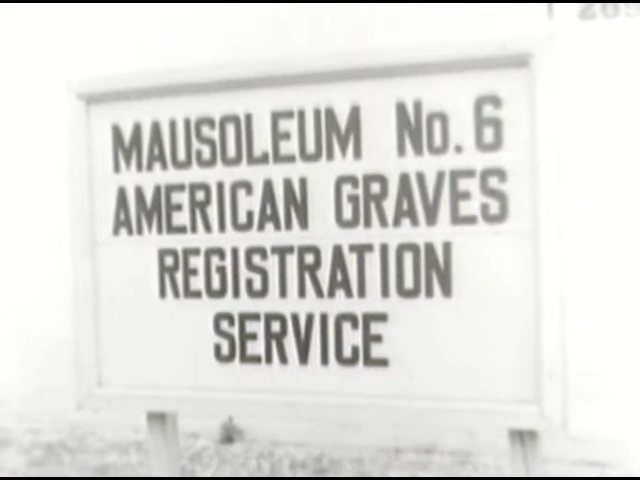 MAUSOLEUM No. 6
AMERICAN GRAVES
REGISTRATION
SERVICE